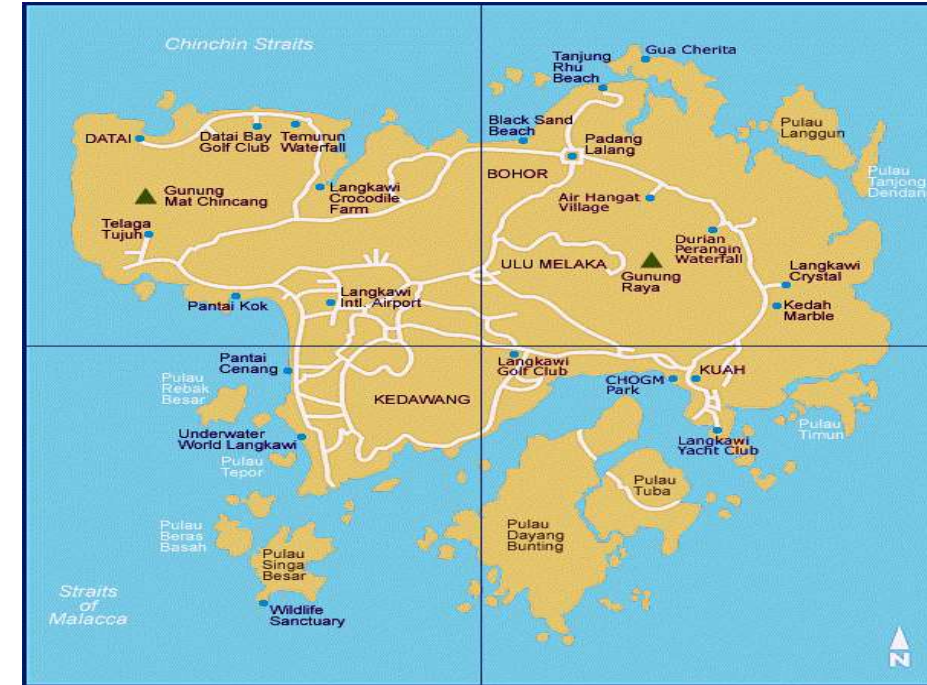 Chinchin Straits
Tanjung
Rhu
Beach
Gua Cherita
DATAI
Datai Bay
Golf Club
Temurun
Waterfall
Black Sand
Beach
Padang
Lalang
Pulau
Langgun
Pulau
Tanjong
Dendang
BOHOR
Gunung
Mat Chincang
Langkawi
Crocodile
Farm
Air Hangat
Village
Telaga
Tujuh
Durian
Perangin
Waterfall
ULU MELAKA
Gunung
Raya
Langkawi
Crystal
Pantai Kok
Langkawi
Intl. Airport
Kedah
Marble
Pantai
Cenang
Langkawi
Golf Club
CHOGM
Park
KUAH
Pulau
Rebak
Besar
KEDAWANG
Underwater
World Langkawi
Pulau
Tepor
Langkawi
Yacht Club
Pulau
Timun
Pulau
Tuba
Pulau
Beras
Basah
Pulau
Singa
Besar
Pulau
Dayang
Bunting
Straits
of
Malacca
Wildlife
Sanctuary
N